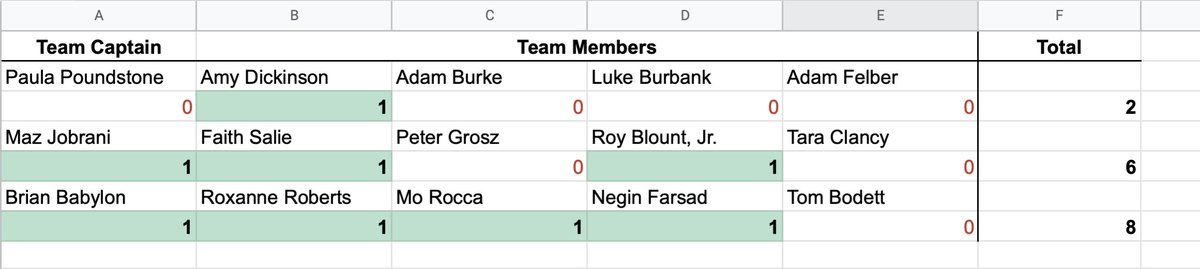 A B C D E F
Team Captain Team Members Total
Paula Poundstone Amy Dickinson Adam Burke Luke Burbank Adam Felber
0 1 0 0 0 2
Maz Jobrani Faith Salie Peter Grosz Roy Blount, Jr. Tara Clancy
1 1 0 1 0 6
Brian Babylon Roxanne Roberts Mo Rocca Negin Farsad Tom Bodett
1 1 1 1 0 8